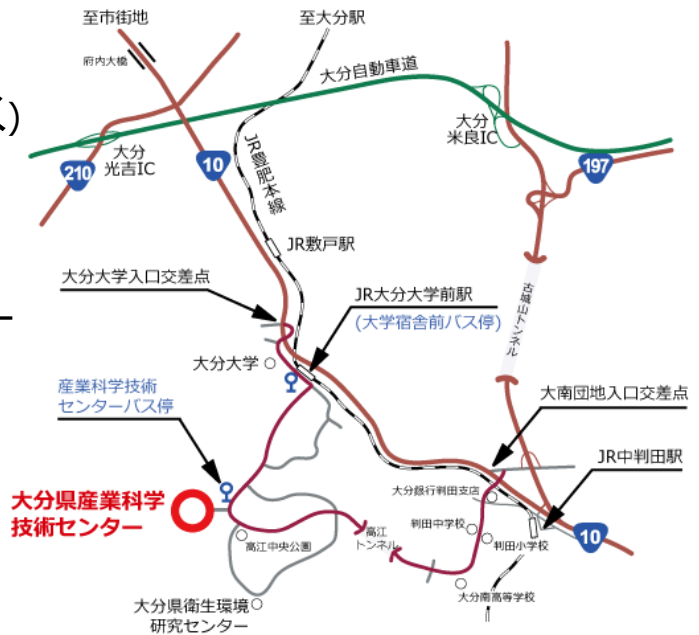 至市街地
至大分駅
府内大橋
大分自動車道
大分
光吉IC
大分
米良IC
210
10
197
JR豊肥本線
JR敷戸駅
大分大学入口交差点
JR大分大学前駅
(大学宿舎前バス停)
古城山トンネル
大分大学
産業科学技術
センターバス停
大南団地入口交差点
JR中判田駅
大分県産業科学
技術センター
大分銀行判田支店
判田中学校
判田小学校
高江
トンネル
高江中央公園
10
大分南高等学校
大分県衛生環境
研究センター